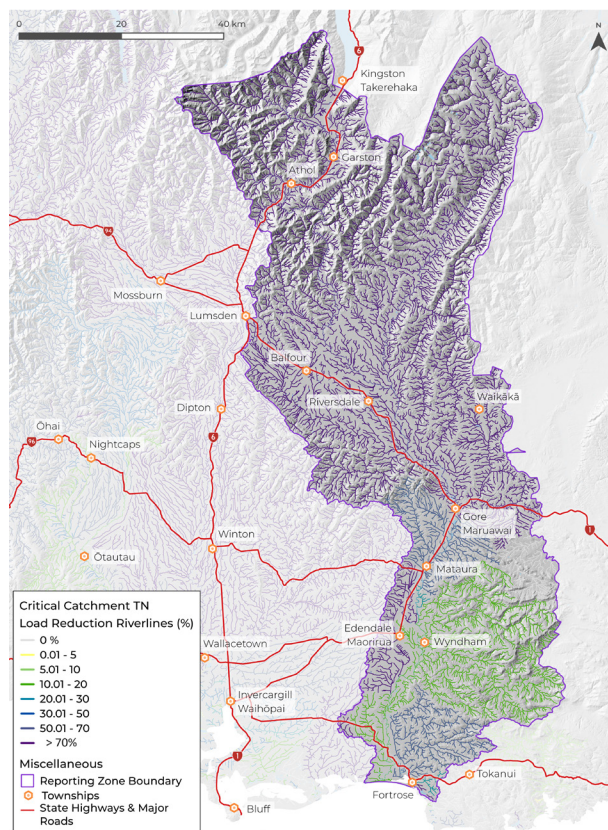 0
20
40 km
N
6
Kingston
Takerehaka
Garston
Athol
94
Mossburn
Lumsden
Balfour
Riversdale
Waikākā
Dipton
Ōhai
96
Nightcaps
6
Gore
Maruawai
1
Winton
Ōtautau
Mataura
Edendale
Maorirua
Wyndham
Wallacetown
Invercargill
Waihōpai
1
Tokanui
Fortrose
Bluff
Critical Catchment TN
Load Reduction Riverlines (%)
0 %
0.01 - 5
5.01 - 10
10.01 - 20
20.01 - 30
30.01 - 50
50.01 - 70
> 70%
Miscellaneous
Reporting Zone Boundary
Townships
State Highways & Major
Roads